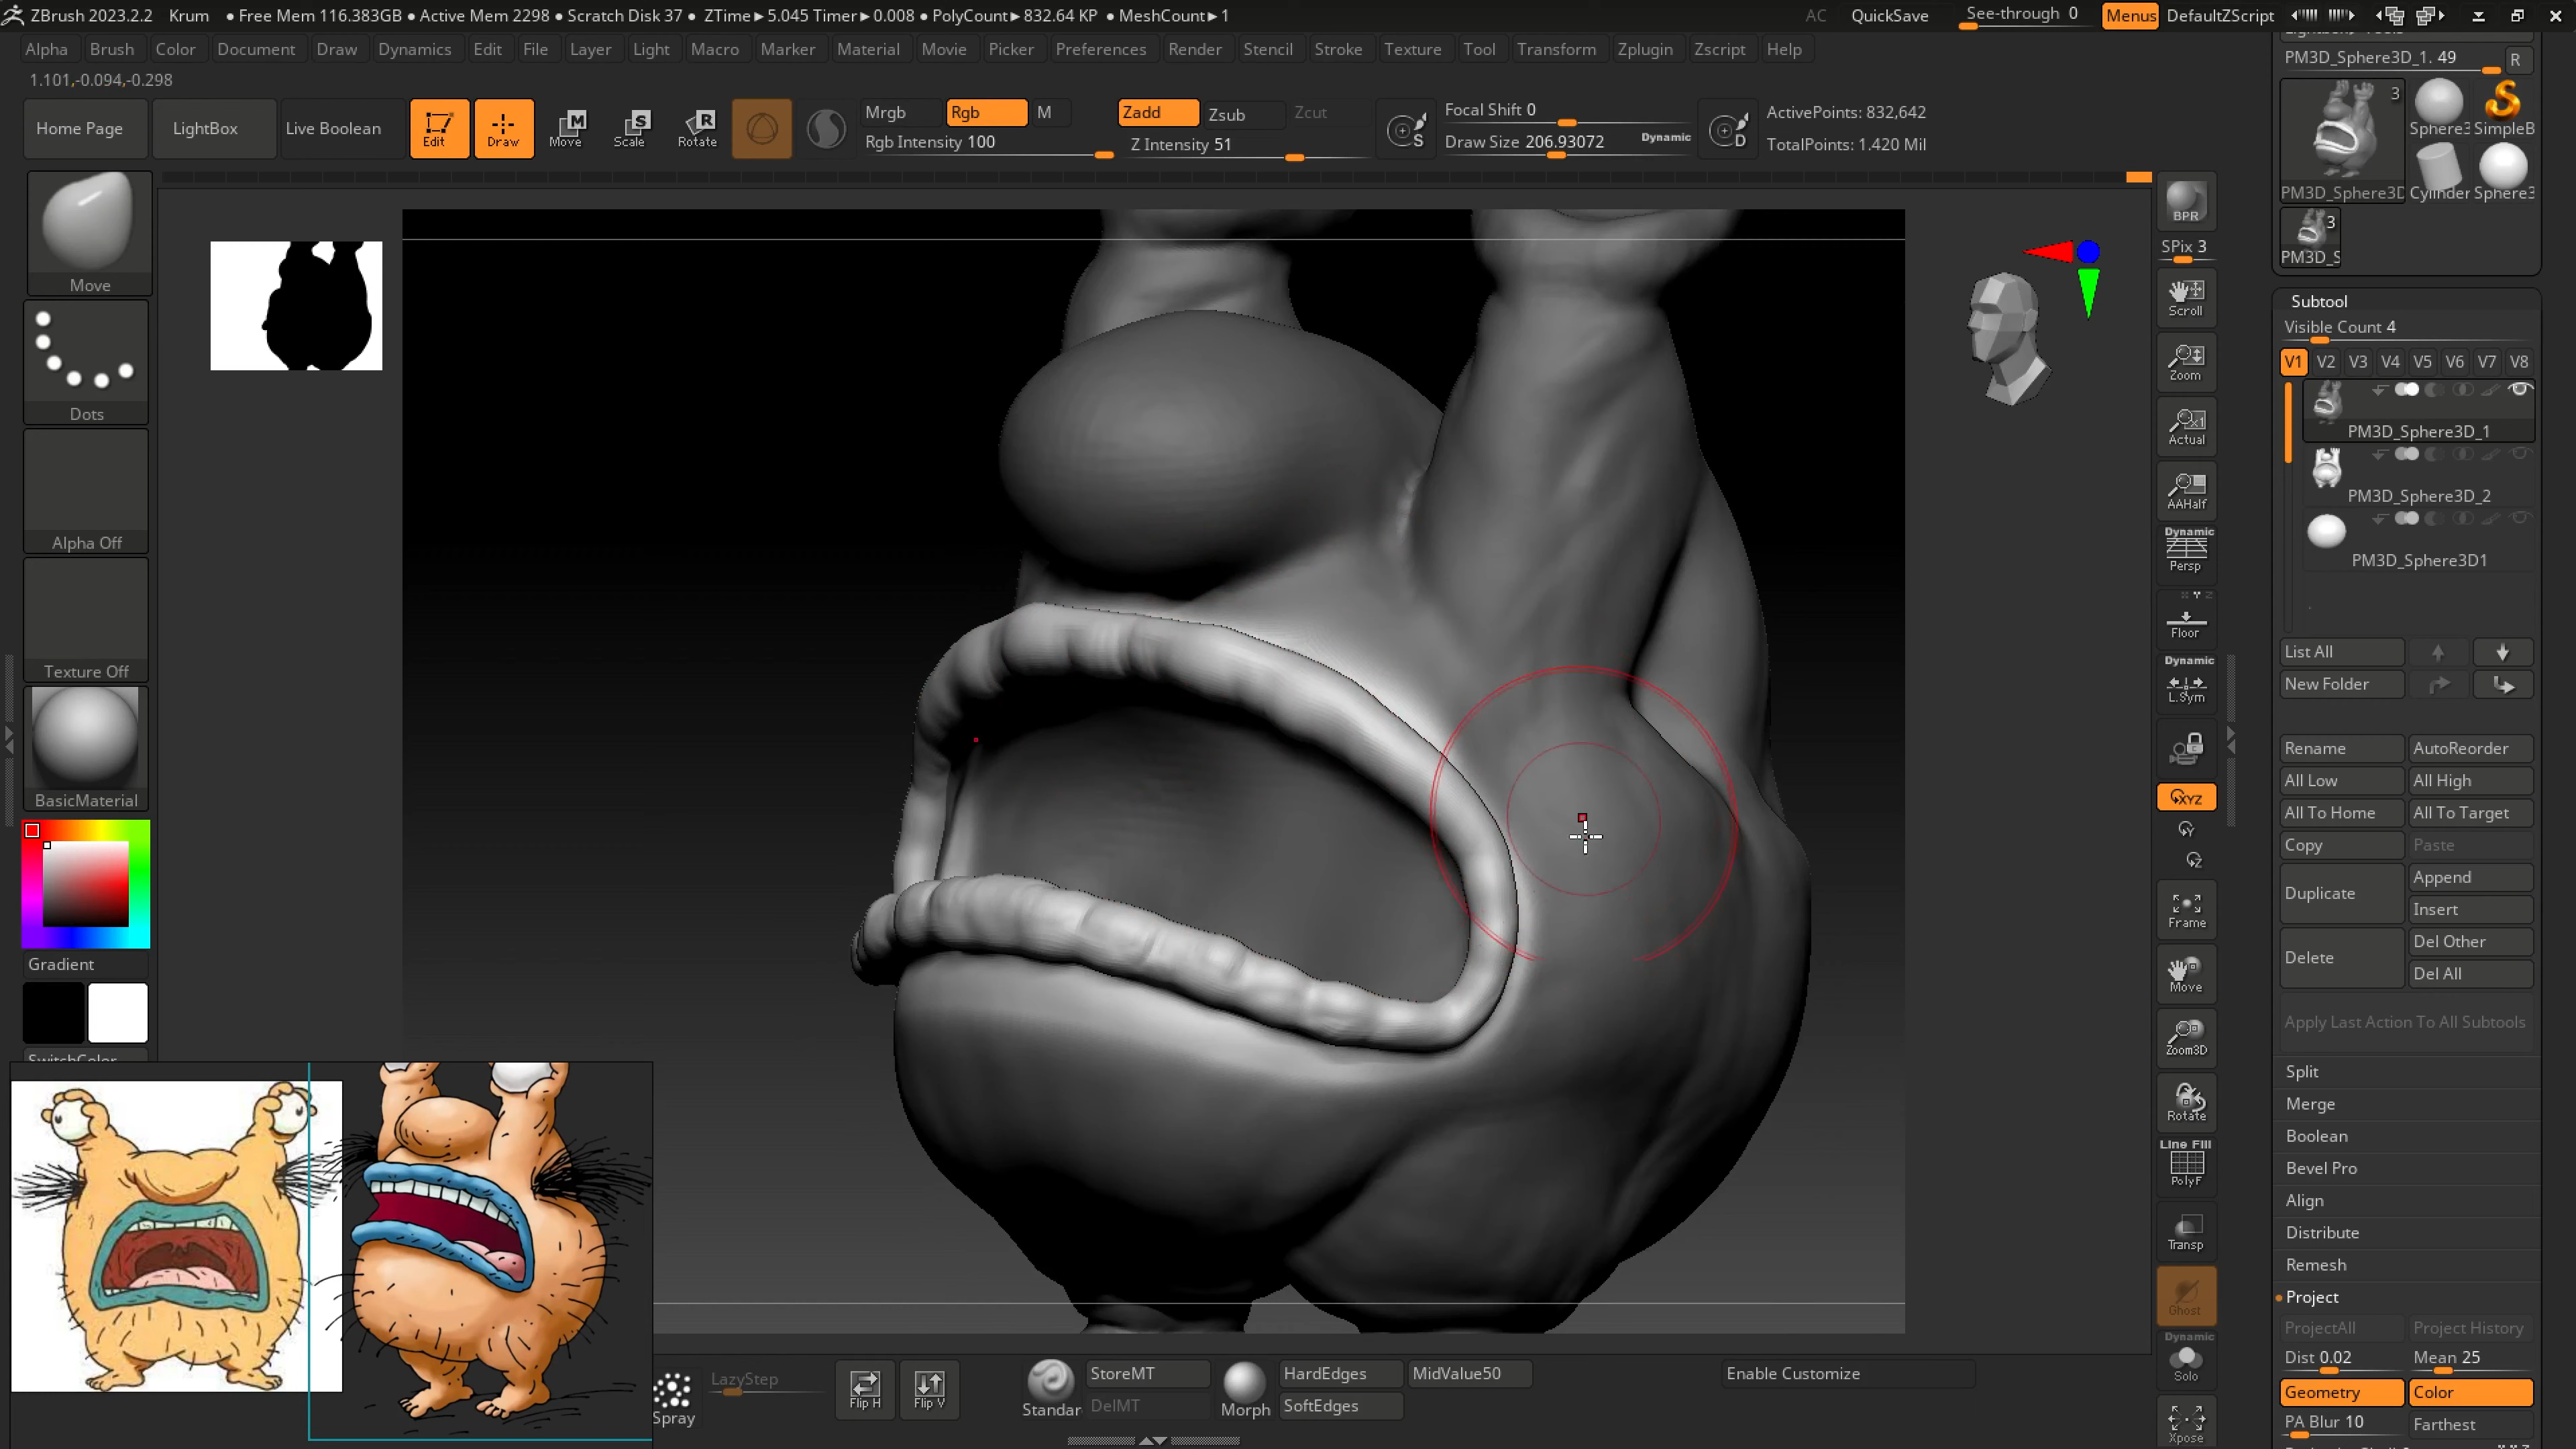 ZBrush 2023.2.2 Krum ● Free Mem 116.383GB ● Active Mem 2298 ● Scratch Disk 37 ● ZTime►5.045 Timer►0.008 ● PolyCount►832.64 KP ● MeshCount►1
AC QuickSave See-through 0 Menus DefaultZScript
Alpha Brush Color Document Draw Dynamics Edit File Layer Light Macro Marker Material Movie Picker Preferences Render Stencil Stroke Texture Tool Transform Zplugin Zscript Help
1.101,-0.094,-0.298
Home Page LightBox Live Boolean Edit Draw Move Scale Rotate
M S R
Mrgb Rgb M Zadd Zsub Zcut
Rgb Intensity 100 Z Intensity 51
S Focal Shift 0
Draw Size 206.93072 Dynamic
D ActivePoints: 832,642
TotalPoints: 1.420 Mil
Move
Dots
Alpha Off
Texture Off
BasicMaterial
Gradient
SwitchColor
BPR
SPix 3
Scroll
Zoom
Actual
AAHalf
Dynamic
Persp
Floor
Dynamic
L.Sym
XYZ
Y
Z
Frame
Move
Zoom3D
Rotate
Line Fill
PolyF
Transp
Ghost
Dynamic
Solo
Xpose
PM3D_Sphere3D_1. 49 R
3
Sphere3 SimpleB
PM3D_Sphere3D Cylinder Sphere3
3
PM3D_S
Subtool
Visible Count 4
V1 V2 V3 V4 V5 V6 V7 V8
PM3D_Sphere3D_1
PM3D_Sphere3D_2
PM3D_Sphere3D1
List All
New Folder
Rename AutoReorder
All Low All High
All To Home All To Target
Copy Paste
Duplicate Append
Insert
Delete Del Other
Del All
Apply Last Action To All Subtools
Split
Merge
Boolean
Bevel Pro
Align
Distribute
Remesh
Project
ProjectAll Project History
Dist 0.02 Mean 25
Geometry Color
PA Blur 10 Farthest
Spray LazyStep Flip H Flip V
Standar StoreMT
DelMT
Morph HardEdges MidValue50
SoftEdges
Enable Customize